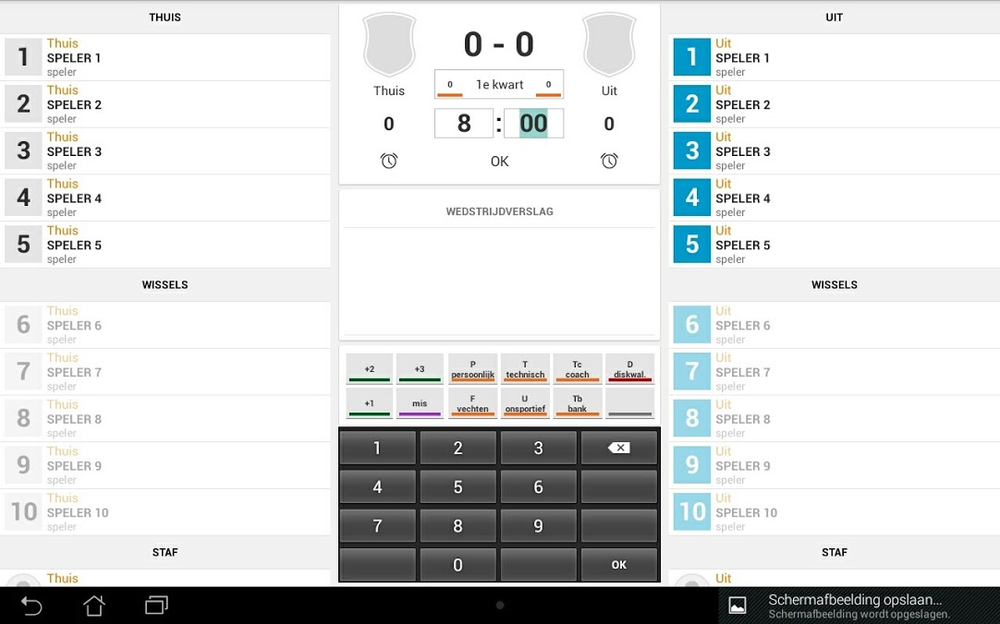 THUIS
1
Thuis
SPELER 1
speler
2
Thuis
SPELER 2
speler
3
Thuis
SPELER 3
speler
4
Thuis
SPELER 4
speler
5
Thuis
SPELER 5
speler
WISSELS
6
Thuis
SPELER 6
speler
7
Thuis
SPELER 7
speler
8
Thuis
SPELER 8
speler
9
Thuis
SPELER 9
speler
10
Thuis
SPELER 10
speler
STAF
Thuis
0 - 0
Thuis
0 1e kwart 0
Uit
0
8 : 00
0
OK
WEDSTRIJDVERSLAG
+2
+3
P
persoonlijk
T
technisch
Tc
coach
D
diskwal.
+1
mis
F
vechten
U
onsportief
Tb
bank
1 2 3
4 5 6
7 8 9
0 OK
UIT
1
Uit
SPELER 1
speler
2
Uit
SPELER 2
speler
3
Uit
SPELER 3
speler
4
Uit
SPELER 4
speler
5
Uit
SPELER 5
speler
WISSELS
6
Uit
SPELER 6
speler
7
Uit
SPELER 7
speler
8
Uit
SPELER 8
speler
9
Uit
SPELER 9
speler
10
Uit
SPELER 10
speler
STAF
Uit
Schermafbeelding opslaan...
Schermafbeelding wordt opgeslagen.